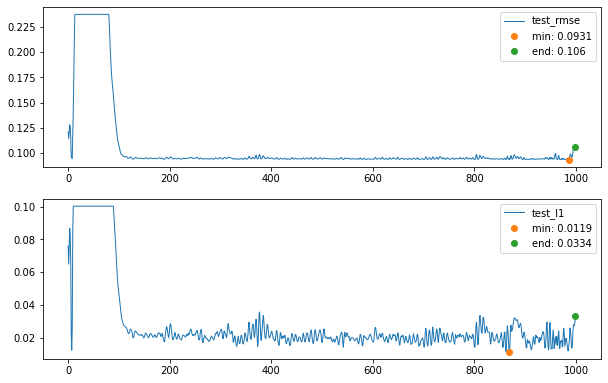 0.225
0.200
0.175
0.150
0.125
0.100
test_rmse
min: 0.0931
end: 0.106
0 200 400 600 800 1000
0.10
0.08
0.06
0.04
0.02
test_l1
min: 0.0119
end: 0.0334
0 200 400 600 800 1000